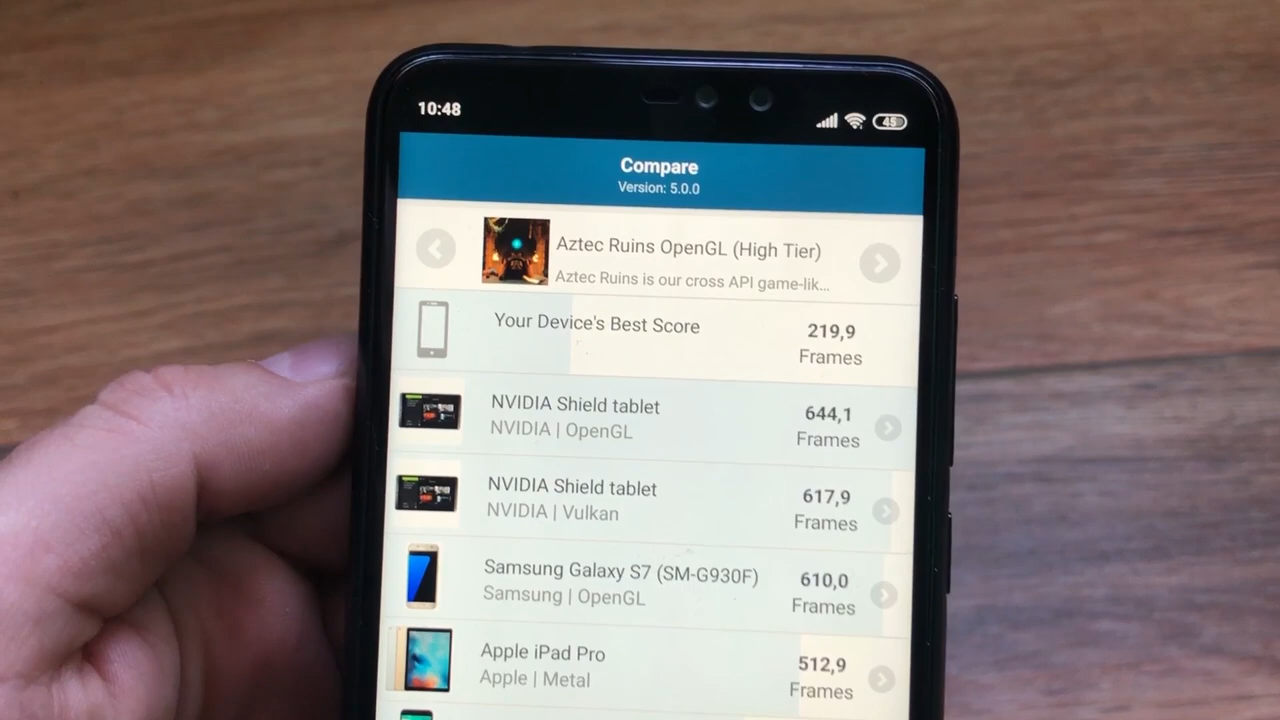 10:48
45
Compare
Version: 5.0.0
Aztec Ruins OpenGL (High Tier)
Aztec Ruins is our cross API game-lik...
Your Device's Best Score
219,9
Frames
NVIDIA Shield tablet
644,1
NVIDIA | OpenGL
Frames
NVIDIA Shield tablet
617,9
NVIDIA | Vulkan
Frames
Samsung Galaxy S7 (SM-G930F)
610,0
Samsung | OpenGL
Frames
Apple iPad Pro
512,9
Apple | Metal
Frames